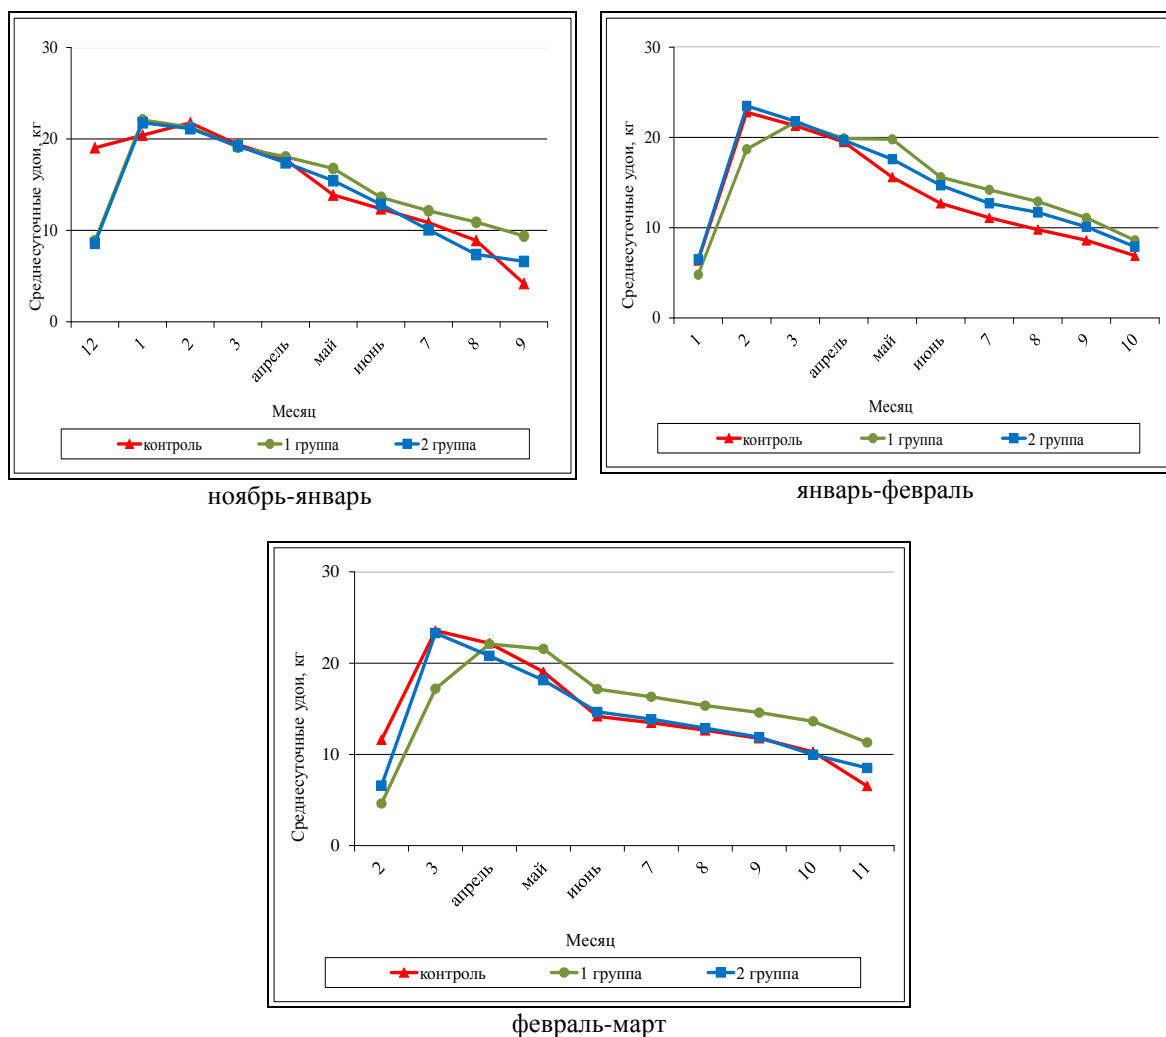 30
20
10
0
Среднесуточные удои, кг
12
1
2
3
апрель
май
июнь
7
8
9
Месяц
контроль 1 группа 2 группа
ноябрь-январь
30
20
10
0
Среднесуточные удои, кг
1
2
3
апрель
май
июнь
7
8
9
10
Месяц
контроль 1 группа 2 группа
январь-февраль
30
20
10
0
Среднесуточные удои, кг
2
3
апрель
май
июнь
7
8
9
10
11
Месяц
контроль 1 группа 2 группа
февраль-март